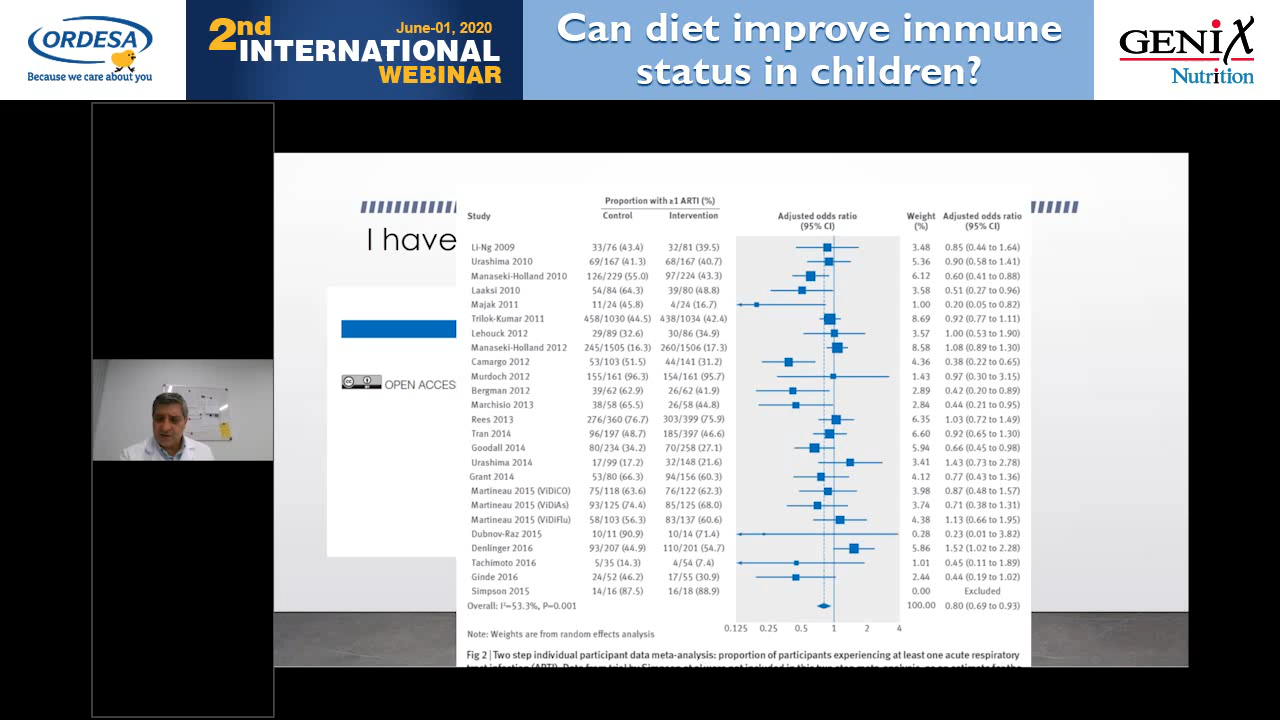 ORDESA
Because we care about you
2nd
June-01, 2020
INTERNATIONAL
WEBINAR
Can diet improve immune
status in children?
GENIX
Nutrition
I have
OPEN ACCES
Proportion with ≥1 ARTI (%)
Study Control Intervention Adjusted odds ratio (95% CI) Weight (%) Adjusted odds ratio (95% CI)
Li-Ng 2009 33/76 (43.4) 32/81 (39.5) 3.48 0.85 (0.44 to 1.64)
Urashima 2010 69/167 (41.3) 68/167 (40.7) 5.36 0.90 (0.58 to 1.41)
Manaseki-Holland 2010 126/229 (55.0) 97/224 (43.3) 6.12 0.60 (0.41 to 0.88)
Laaksi 2010 54/84 (64.3) 39/80 (48.8) 3.58 0.51 (0.27 to 0.96)
Majak 2011 11/24 (45.8) 4/24 (16.7) 1.00 0.20 (0.05 to 0.82)
Trilok-Kumar 2011 458/1030 (44.5) 438/1034 (42.4) 8.69 0.92 (0.77 to 1.11)
Lehouck 2012 29/89 (32.6) 30/86 (34.9) 3.57 1.00 (0.53 to 1.90)
Manaseki-Holland 2012 245/1505 (16.3) 260/1506 (17.3) 8.58 1.08 (0.89 to 1.30)
Camargo 2012 53/103 (51.5) 44/141 (31.2) 4.36 0.38 (0.22 to 0.65)
Murdoch 2012 155/161 (96.3) 154/161 (95.7) 1.43 0.97 (0.30 to 3.15)
Bergman 2012 39/62 (62.9) 26/62 (41.9) 2.89 0.42 (0.20 to 0.89)
Marchisio 2013 38/58 (65.5) 26/58 (44.8) 2.84 0.44 (0.21 to 0.95)
Rees 2013 276/360 (76.7) 303/399 (75.9) 6.35 1.03 (0.72 to 1.49)
Tran 2014 96/197 (48.7) 185/397 (46.6) 6.60 0.92 (0.65 to 1.30)
Goodall 2014 80/234 (34.2) 70/258 (27.1) 5.94 0.66 (0.45 to 0.98)
Urashima 2014 17/99 (17.2) 32/148 (21.6) 3.41 1.43 (0.73 to 2.78)
Grant 2014 53/80 (66.3) 94/156 (60.3) 4.12 0.77 (0.43 to 1.36)
Martineau 2015 (ViDiCO) 75/118 (63.6) 76/122 (62.3) 3.98 0.87 (0.48 to 1.57)
Martineau 2015 (ViDiAs) 93/125 (74.4) 85/125 (68.0) 3.74 0.71 (0.38 to 1.31)
Martineau 2015 (ViDiFlu) 58/103 (56.3) 83/137 (60.6) 4.38 1.13 (0.66 to 1.95)
Dubnov-Raz 2015 10/11 (90.9) 10/14 (71.4) 0.28 0.23 (0.01 to 3.82)
Denlinger 2016 93/207 (44.9) 110/201 (54.7) 5.86 1.52 (1.02 to 2.28)
Tachimoto 2016 5/35 (14.3) 4/54 (7.4) 1.01 0.45 (0.11 to 1.89)
Ginde 2016 24/52 (46.2) 17/55 (30.9) 2.44 0.44 (0.19 to 1.02)
Simpson 2015 14/16 (87.5) 16/18 (88.9) 0.00 Excluded
Overall: I²=53.3%, P=0.001 100.00 0.80 (0.69 to 0.93)
0.125 0.25 0.5 1 2 4
Note: Weights are from random effects analysis
Fig 2 | Two step individual participant data meta-analysis: proportion of participants experiencing at least one acute respiratory